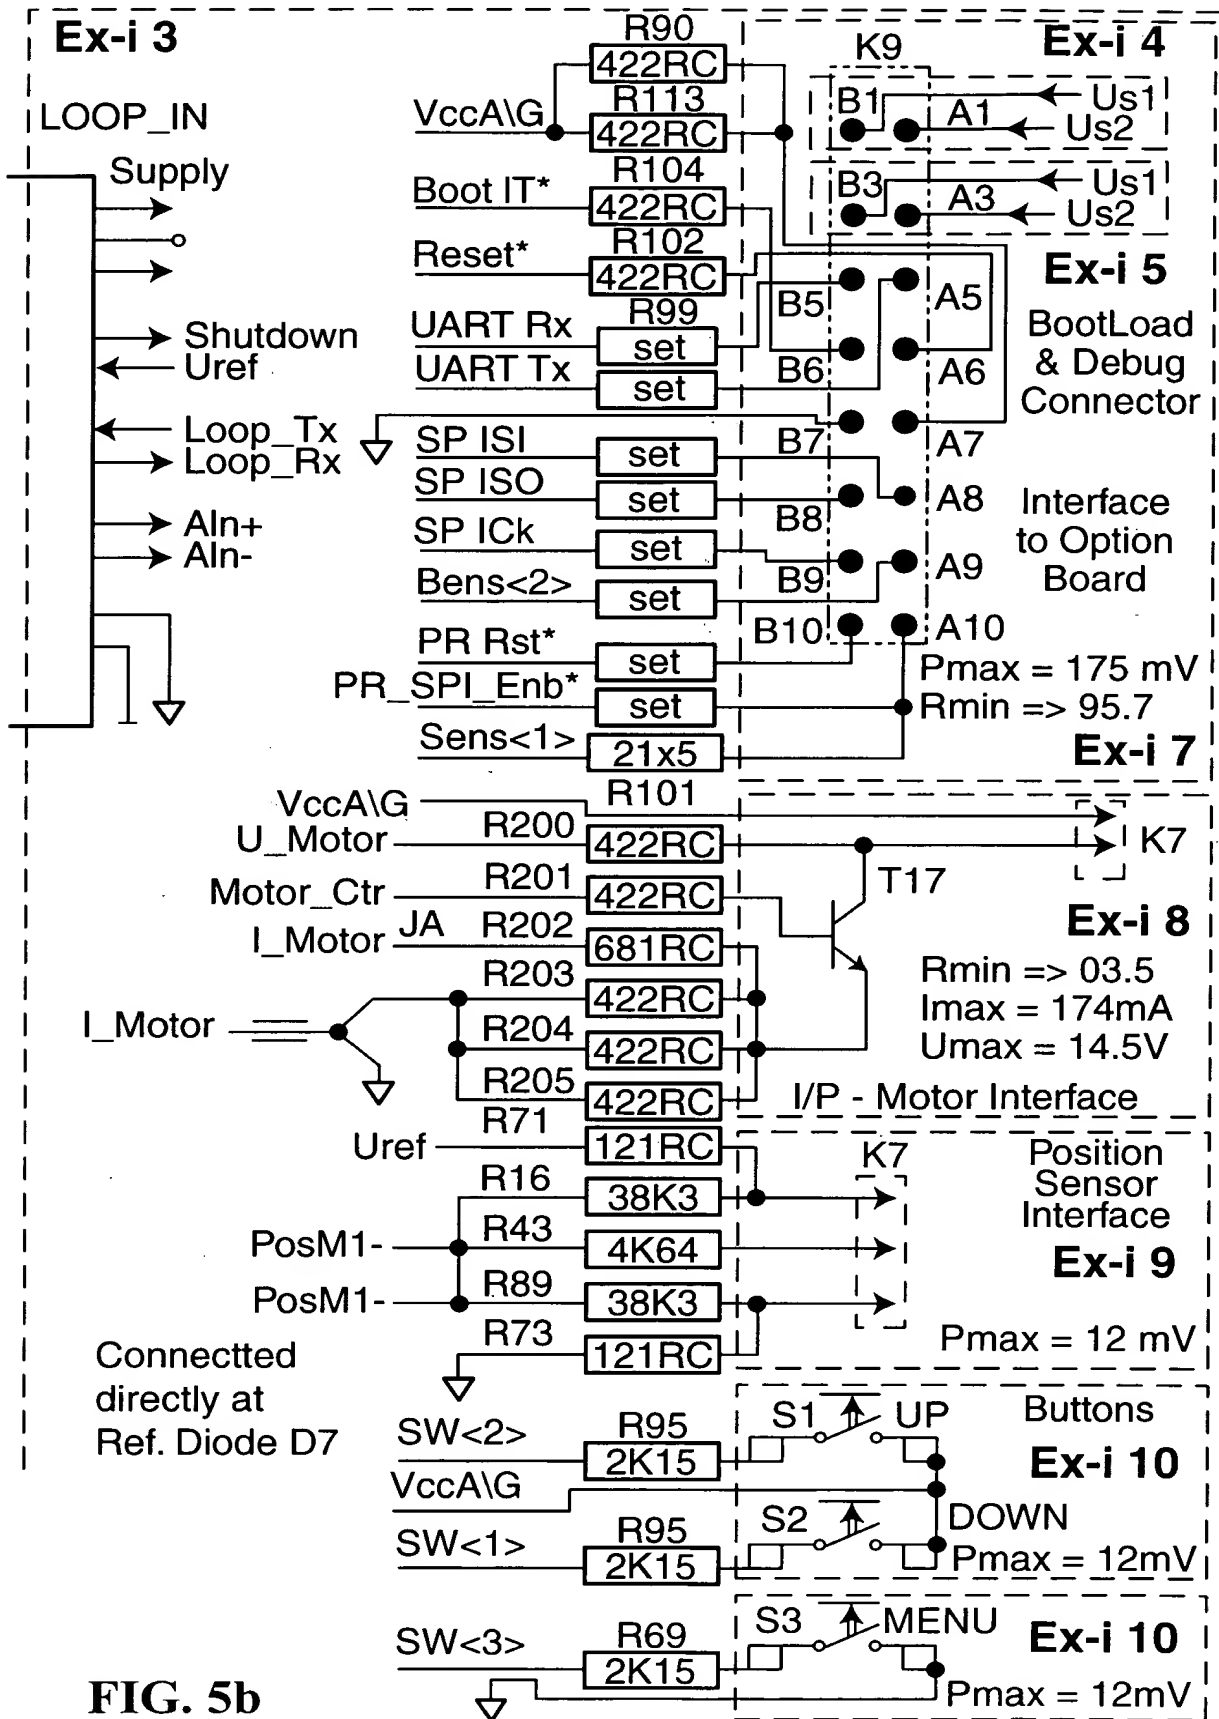 Ex-i 3
LOOP_IN
Supply
Shutdown
Uref
Loop_Tx
Loop_Rx
AIn+
AIn-
R90
422RC
VccA\G
R113
422RC
R104
Boot IT*
422RC
R102
Reset*
422RC
R99
UART Rx
set
UART Tx
set
SP ISI
set
SP ISO
set
SP ICk
set
Bens<2>
set
PR Rst*
set
PR_SPI_Enb*
set
Sens<1>
21x5
R101
K9
Ex-i 4
B1
A1
Us1
Us2
B3
A3
Us1
Us2
Ex-i 5
B5
A5
BootLoad
& Debug
Connector
B6
A6
B7
A7
B8
A8
Interface
to Option
Board
B9
A9
B10
A10
Pmax = 175 mV
Rmin => 95.7
Ex-i 7
VccA\G
K7
U_Motor
R200
422RC
T17
Motor_Ctr
R201
422RC
I_Motor
JA
R202
681RC
R203
422RC
I_Motor
R204
422RC
R205
422RC
Ex-i 8
Rmin => 03.5
Imax = 174mA
Umax = 14.5V
I/P - Motor Interface
R71
Uref
121RC
R16
38K3
PosM1-
R43
4K64
PosM1-
R89
38K3
R73
121RC
K7
Position
Sensor
Interface
Ex-i 9
Pmax = 12 mV
Connectted
directly at
Ref. Diode D7
SW<2>
R95
2K15
VccA\G
SW<1>
R95
2K15
S1
UP
Buttons
Ex-i 10
S2
DOWN
Pmax = 12mV
SW<3>
R69
2K15
S3
MENU
Ex-i 10
Pmax = 12mV
FIG. 5b